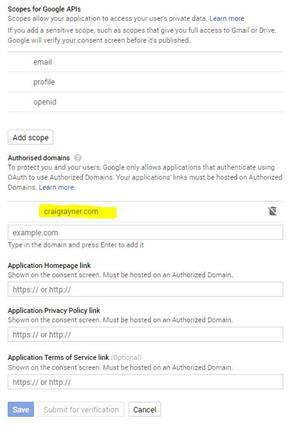 Scopes for Google APIs
Scopes allow your application to access your user's private data. Learn more
If you add a sensitive scope, such as scopes that give you full access to Gmail or Drive,
Google will verify your consent screen before it's published.
email
profile
openid
Add scope
Authorised domains ?
To protect you and your users, Google only allows applications that authenticate using
OAuth to use Authorized Domains. Your applications' links must be hosted on Authorized
Domains. Learn more
craigrayner.com
example.com
Type in the domain and press Enter to add it
Application Homepage link
Shown on the consent screen. Must be hosted on an Authorized Domain.
https:// or http://
Application Privacy Policy link
Shown on the consent screen. Must be hosted on an Authorized Domain.
https:// or http://
Application Terms of Service link (Optional)
Shown on the consent screen. Must be hosted on an Authorized Domain.
https:// or http://
Save Submit for verification Cancel